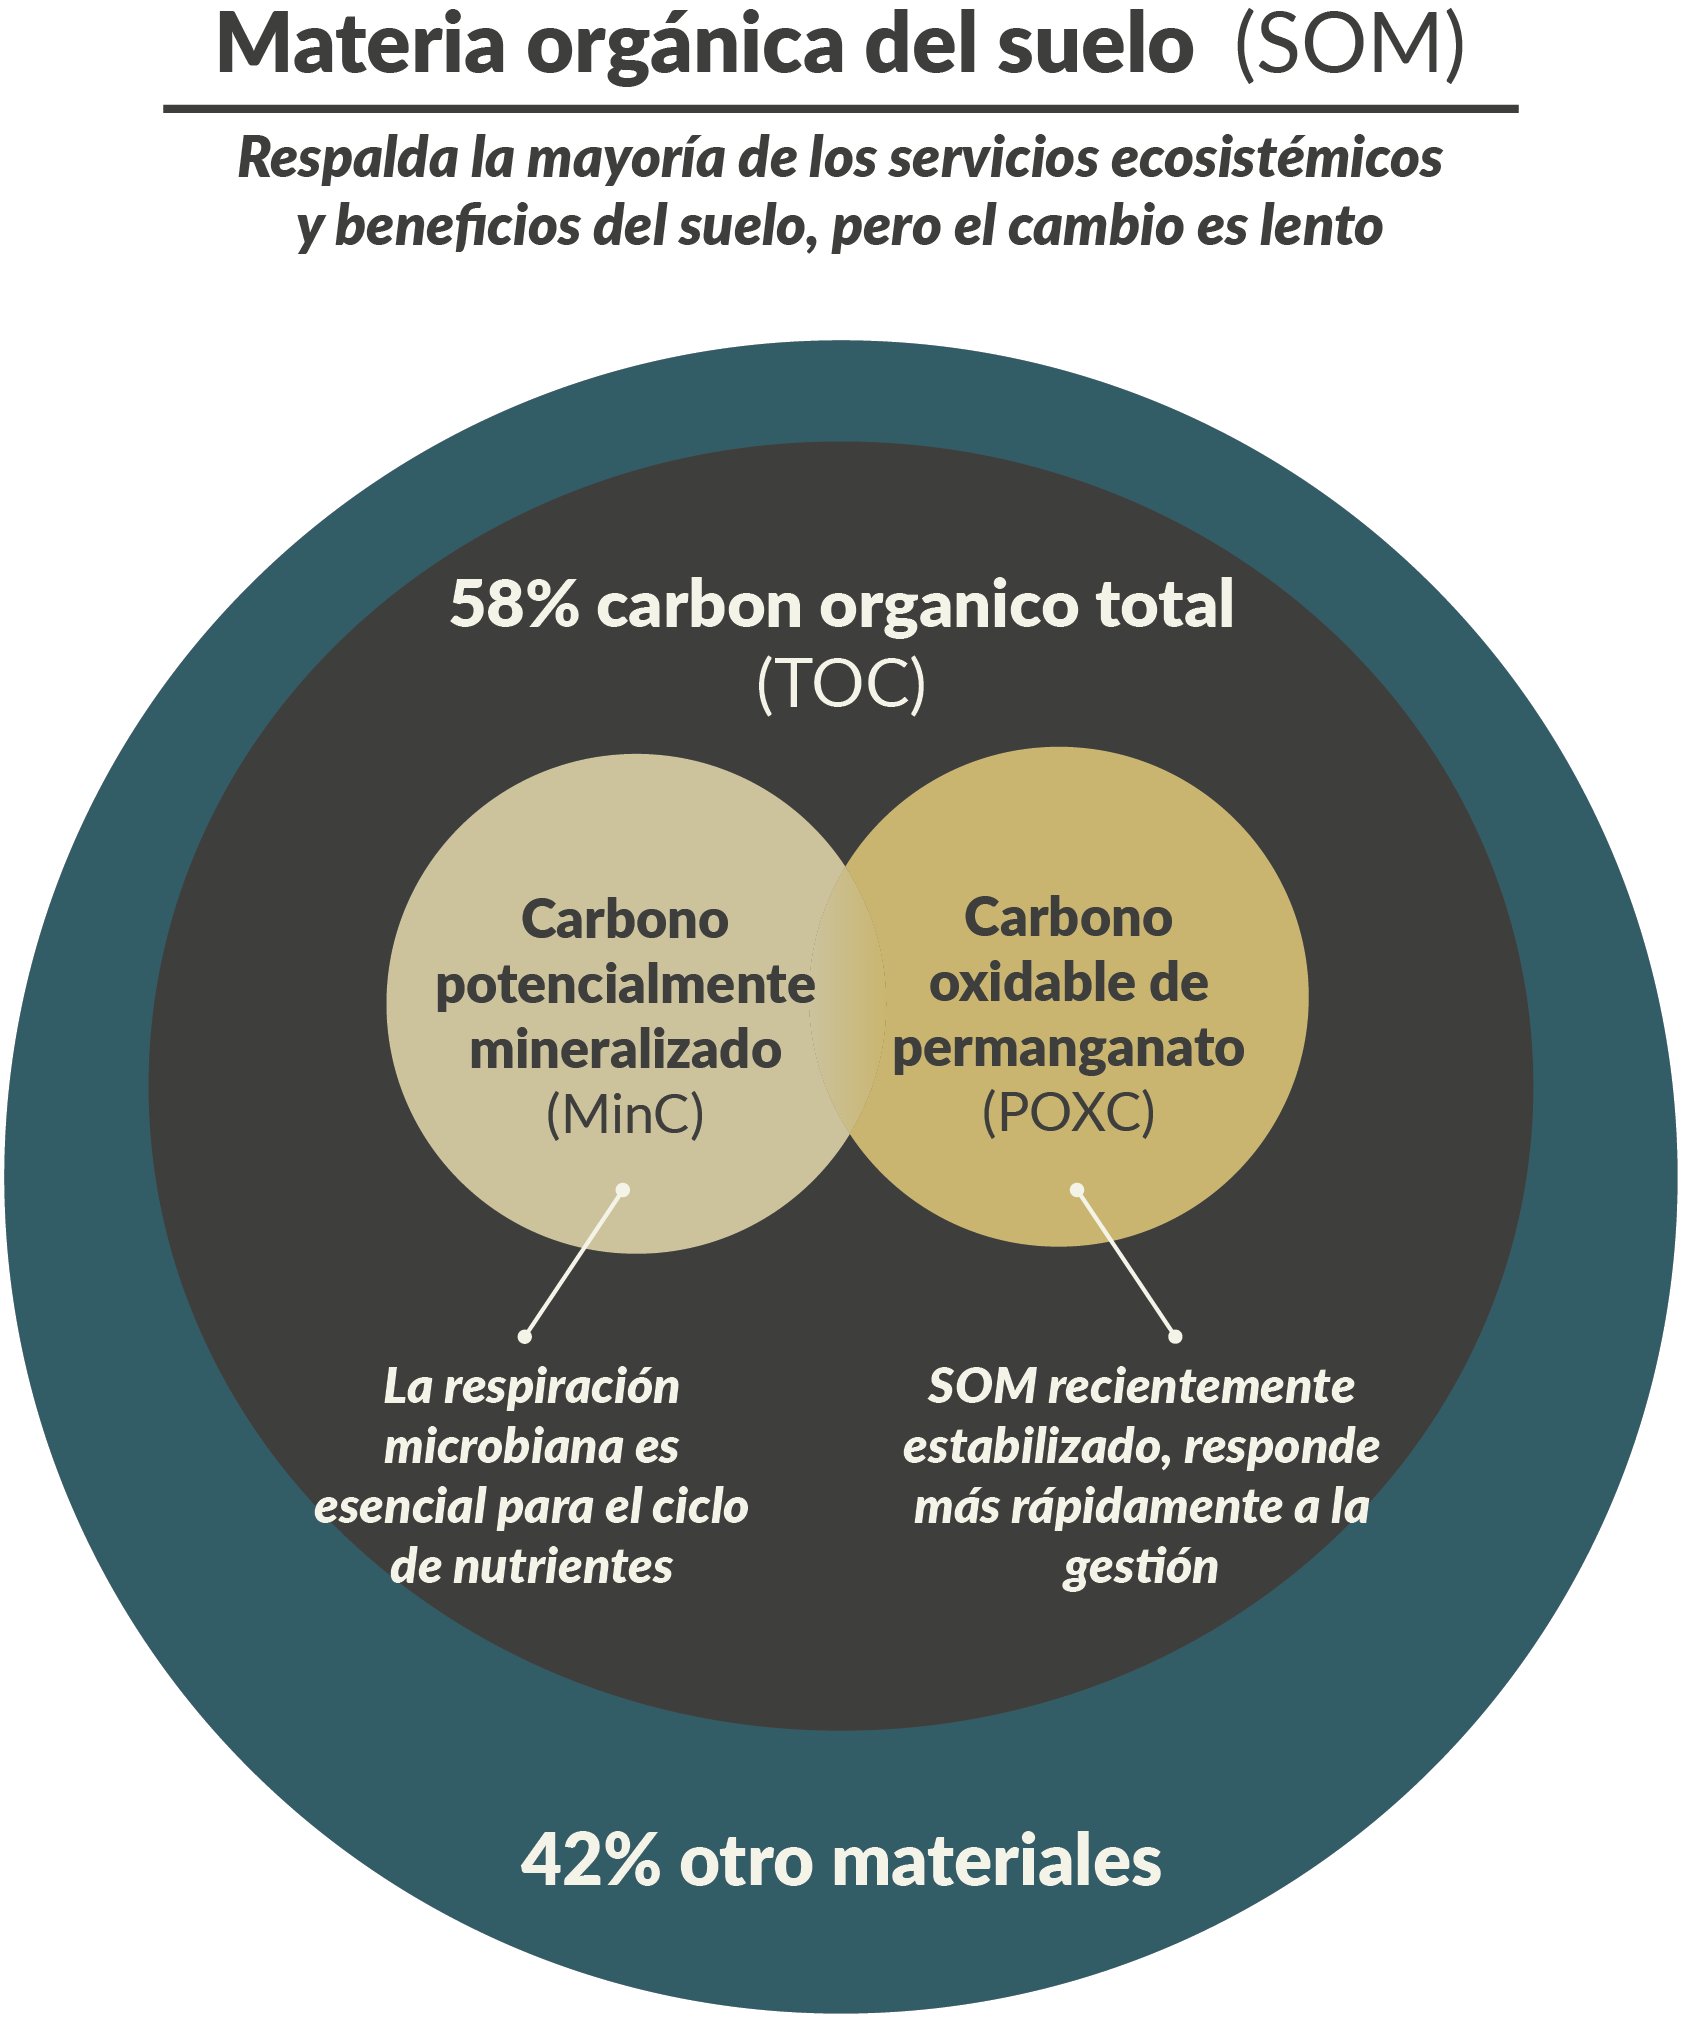 Materia orgánica del suelo (SOM)
Respalda la mayoría de los servicios ecosistémicos
y beneficios del suelo, pero el cambio es lento
58% carbon organico total
(TOC)
Carbono
potencialmente
mineralizado
(MinC)
Carbono
oxidable de
permanganato
(POXC)
La respiración
microbiana es
esencial para el ciclo
de nutrientes
SOM recientemente
estabilizado, responde
más rápidamente a la
gestión
42% otro materiales